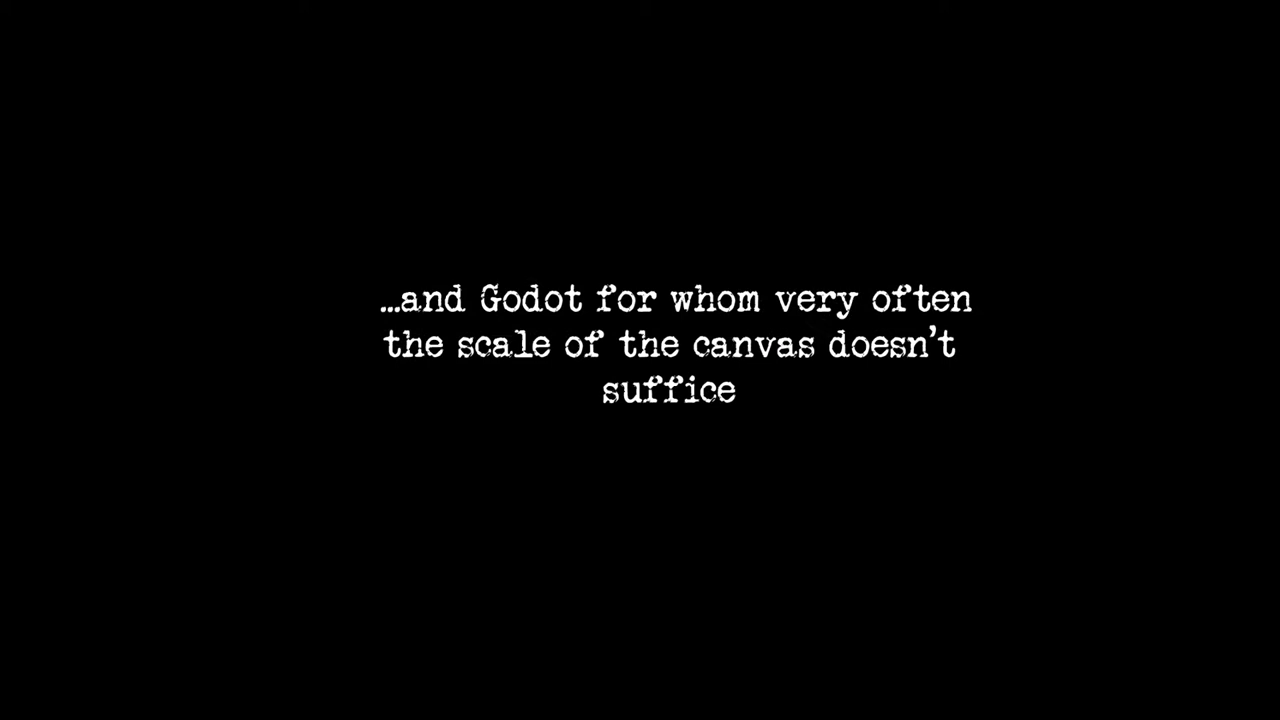 …and Godot for whom very often
the scale of the canvas doesn't
suffice